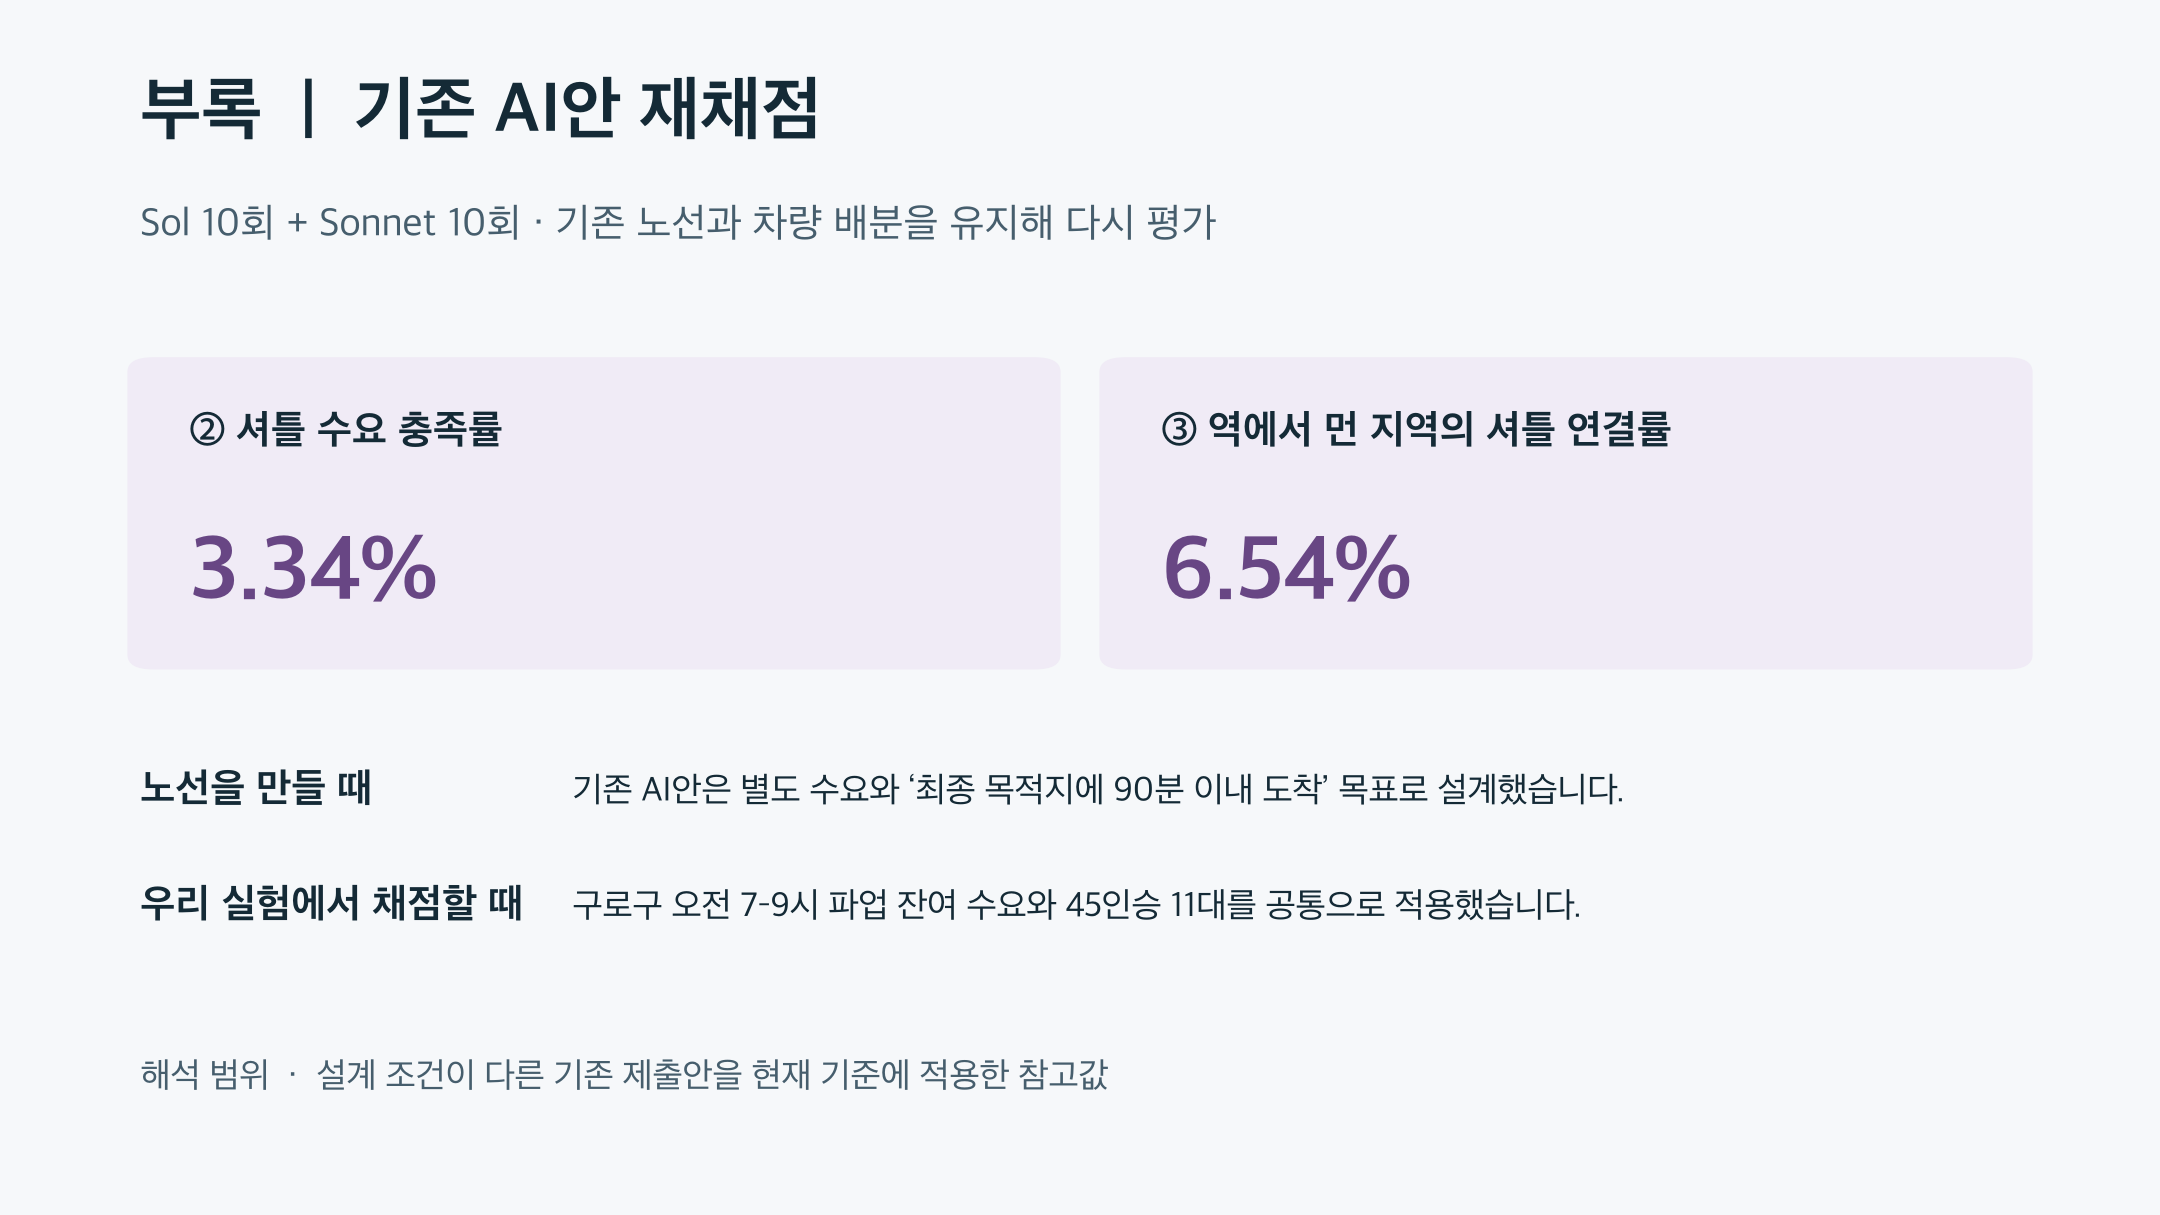 부록 | 기존 AI안 재채점
Sol 10회 + Sonnet 10회 · 기존 노선과 차량 배분을 유지해 다시 평가
② 셔틀 수요 충족률
3.34%
③ 역에서 먼 지역의 셔틀 연결률
6.54%
노선을 만들 때
기존 AI안은 별도 수요와 ‘최종 목적지에 90분 이내 도착’ 목표로 설계했습니다.
우리 실험에서 채점할 때
구로구 오전 7-9시 파업 잔여 수요와 45인승 11대를 공통으로 적용했습니다.
해석 범위 · 설계 조건이 다른 기존 제출안을 현재 기준에 적용한 참고값